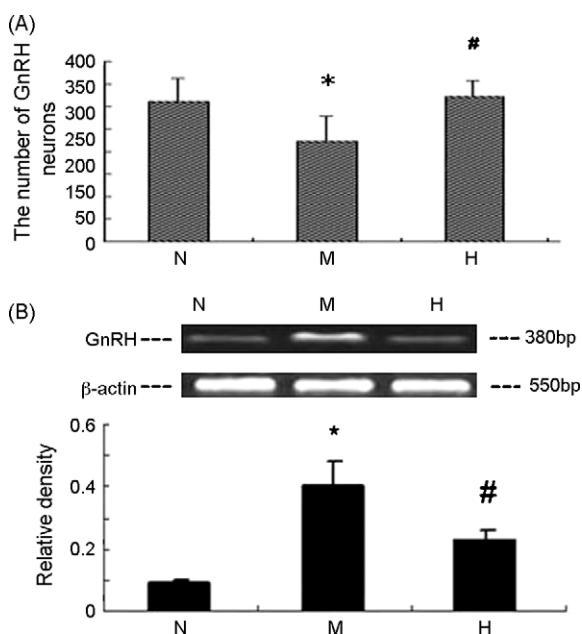 (A)
The number of GnRH
neurons
400
350
300
250
200
150
100
50
0
*
#
N M H
(B)
N M H
GnRH---- ---380bp
β-actin---- ---550bp
Relative density
0.6
0.4
0.2
0
*
#
N M H